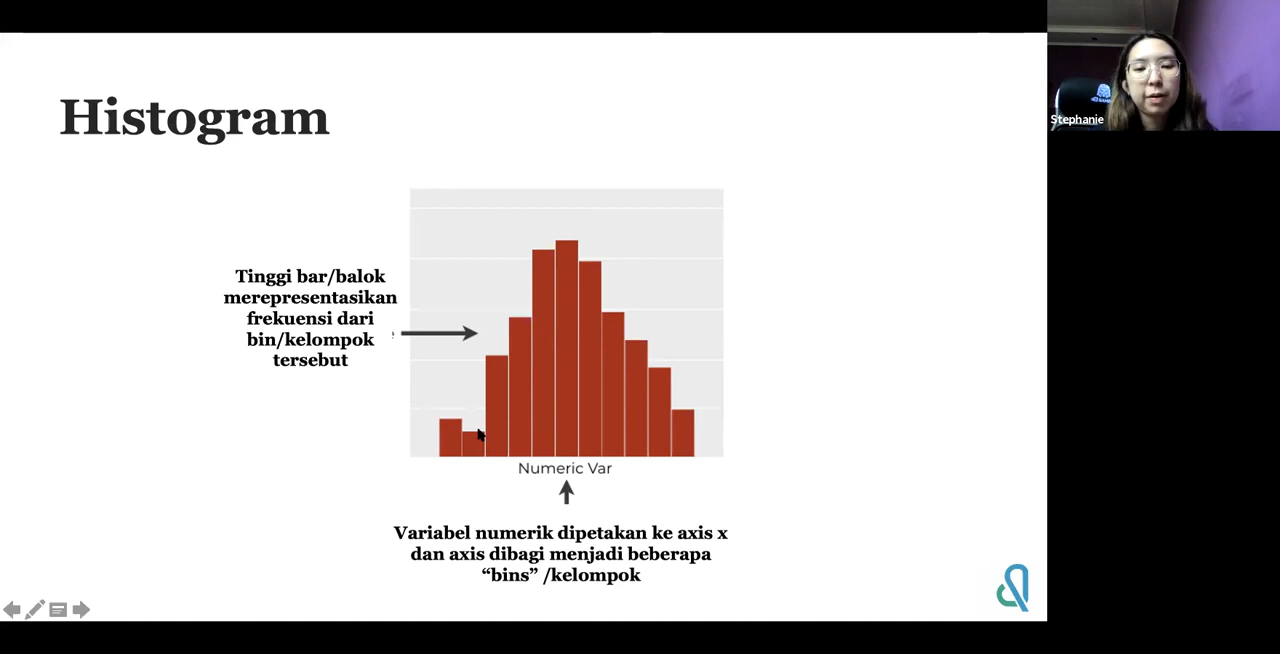 Histogram
Stephanie
Tinggi bar/balok
merepresentasikan
frekuensi dari
bin/kelompok
tersebut
Numeric Var
Variabel numerik dipetakan ke axis x
dan axis dibagi menjadi beberapa
“bins” /kelompok